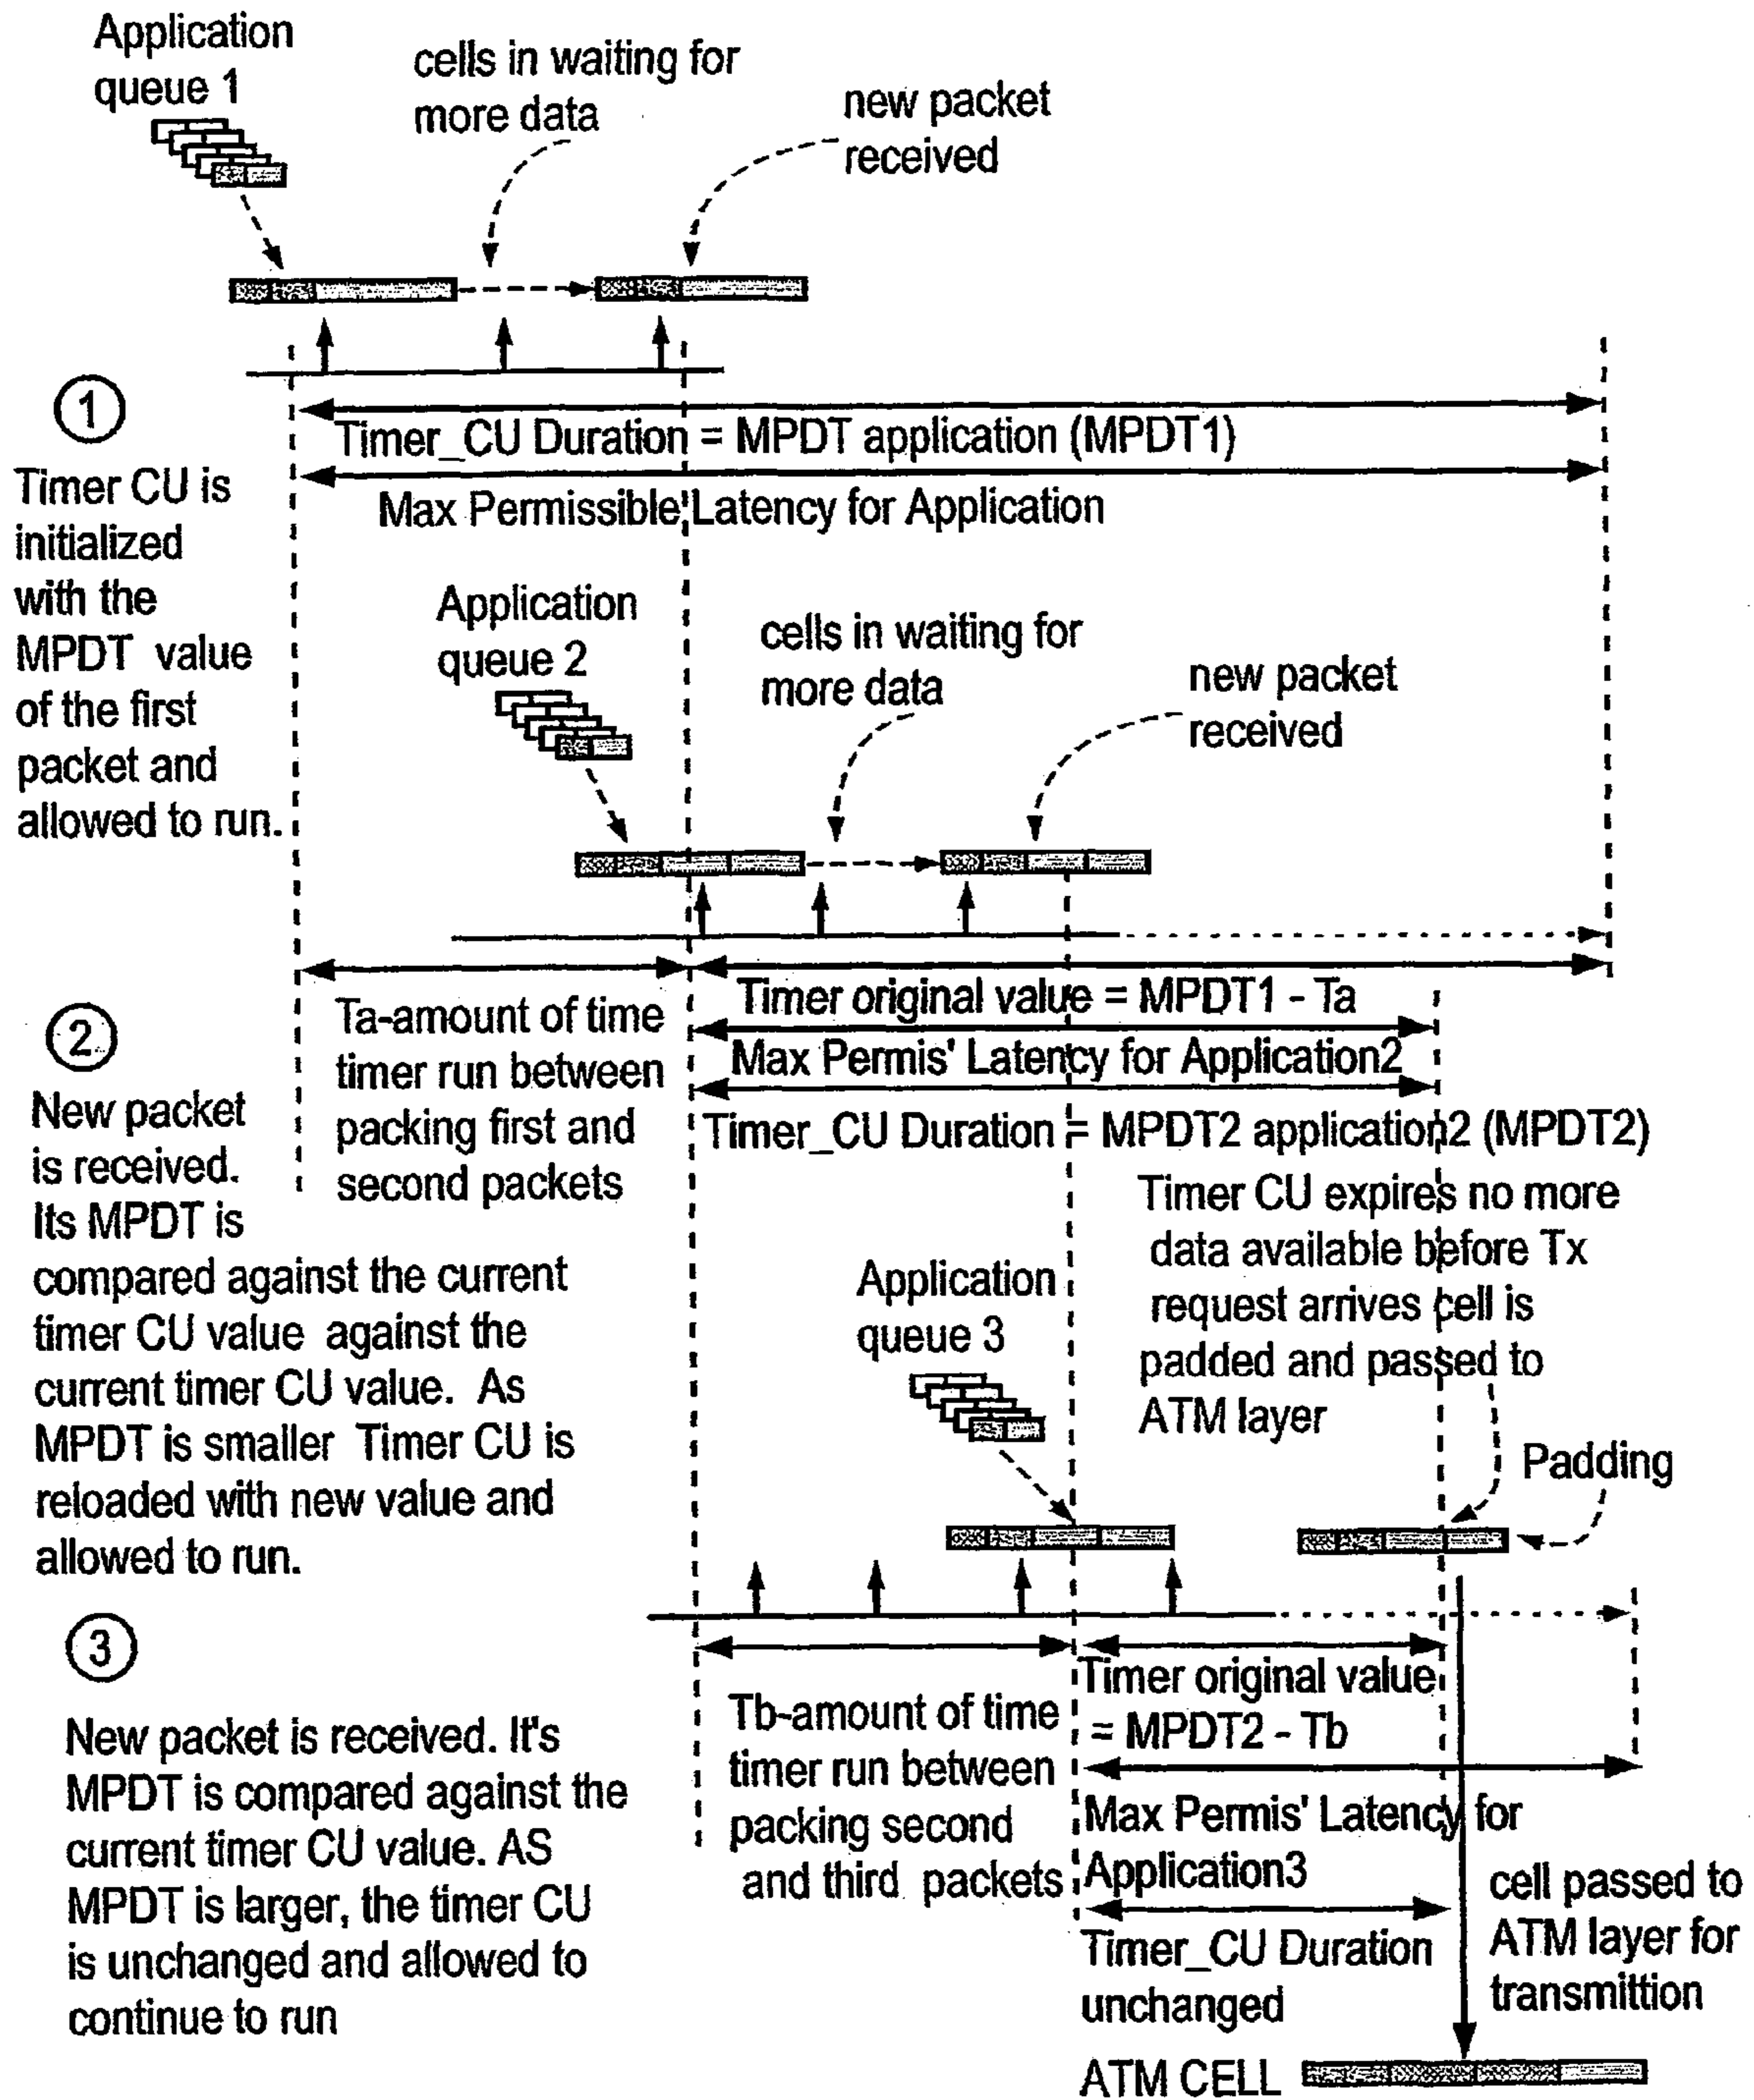 Application
queue 1
cells in waiting for
more data
new packet
received
1
Timer CU is
initialized
with the
MPDT value
of the first
packet and
allowed to run.
Timer_CU Duration = MPDT application (MPDT1)
Max Permissible Latency for Application
Application
queue 2
cells in waiting for
more data
new packet
received
2
New packet
is received.
Its MPDT is
compared against the current
timer CU value against the
current timer CU value. As
MPDT is smaller Timer CU is
reloaded with new value and
allowed to run.
Ta-amount of time
timer run between
packing first and
second packets
Timer original value = MPDT1 - Ta
Max Permis' Latency for Application2
Timer_CU Duration = MPDT2 application2 (MPDT2)
Timer CU expires no more
data available before Tx
request arrives cell is
padded and passed to
ATM layer
Application
queue 3
Padding
3
New packet is received. It's
MPDT is compared against the
current timer CU value. AS
MPDT is larger, the timer CU
is unchanged and allowed to
continue to run
Tb-amount of time
timer run between
packing second
and third packets
Timer original value
= MPDT2 - Tb
Max Permis' Latency for
Application3
Timer_CU Duration
unchanged
cell passed to
ATM layer for
transmittion
ATM CELL